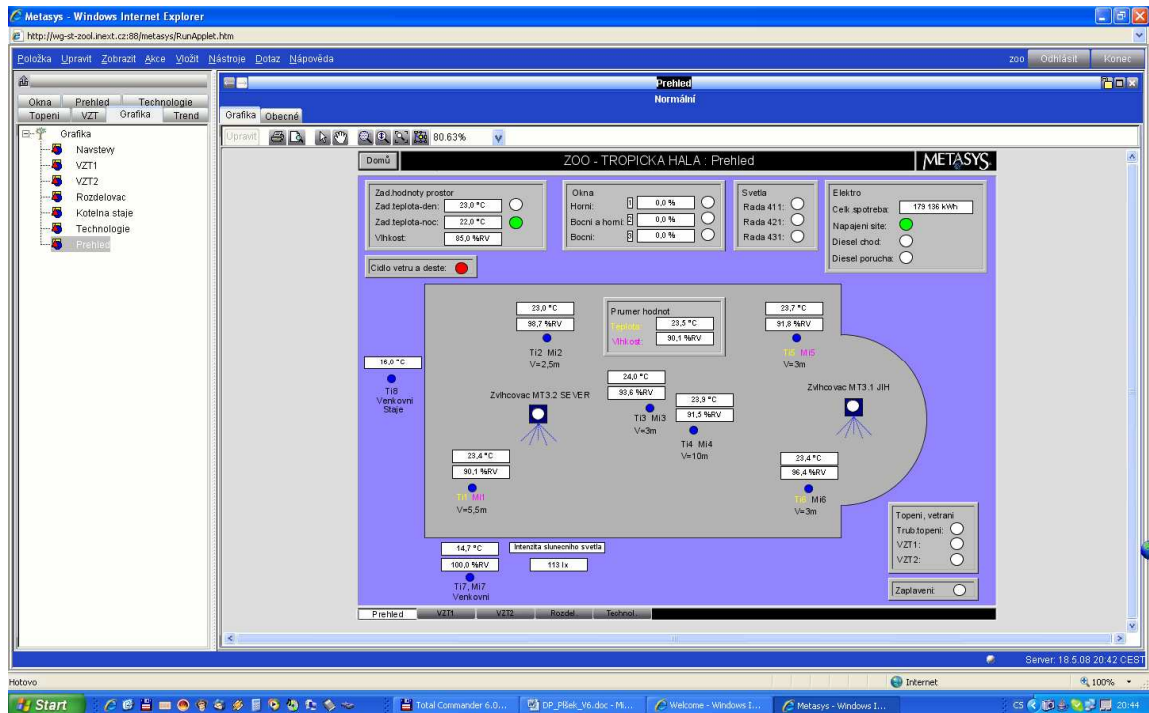 Metasys - Windows Internet Explorer
http://wg-st-zool.inext.cz:88/metasys/RunApplet.htm
Položka Upravit Zobrazit Akce Vložit Nástroje Dotaz Nápověda
zoo Odhlásit Konec
Okna Prehled Technologie
Topeni VZT Grafika Trend
Grafika
Navstevy
VZT1
VZT2
Rozdelovac
Kotelna staje
Technologie
Prehled
Prehled
Normální
Grafika Obecné
Upravit 80.63%
Domů ZOO - TROPICKA HALA : Prehled METASYS
Zad.hodnoty prostor
Zad.teplota-den: 23,0 °C
Zad.teplota-noc: 22,0 °C
Vlhkost: 85,0 %RV
Okna
Horni: 1 0,0 %
Bocni a horni: 2 0,0 %
Bocni: 3 0,0 %
Svetla
Rada 411:
Rada 421:
Rada 431:
Elektro
Celk.spotreba: 179 136 kWh
Napajeni site:
Diesel chod:
Diesel porucha:
Cidlo vetru a deste:
23,0 °C
98,7 %RV
Ti2 Mi2
V=2,5m
Prumer hodnot
Teplota: 23,5 °C
Vlhkost: 90,1 %RV
23,7 °C
91,8 %RV
Ti5 Mi5
V=3m
16,0 °C
Ti8
Venkovni
Staje
Zvlhcovac MT3.2 SEVER
24,0 °C
93,6 %RV
Ti3 Mi3
V=3m
23,9 °C
91,5 %RV
Ti4 Mi4
V=10m
Zvlhcovac MT3.1 JIH
23,4 °C
90,1 %RV
Ti1 Mi1
V=5,5m
23,4 °C
96,4 %RV
Ti6 Mi6
V=3m
Topeni, vetrani
Trub.topeni:
VZT1:
VZT2:
Zaplaveni:
14,7 °C
100,0 %RV
Ti7, Mi7
Venkovni
Intenzita slunecniho svetla
113 lx
Prehled VZT1 VZT2 Rozdel. Technol.
Server: 18.5.08 20:42 CEST
Hotovo Internet 100%
Start Total Commander 6.0... DP_Plšek_V6.doc - Mi... Welcome - Windows I... Metasys - Windows I... CS 20:44